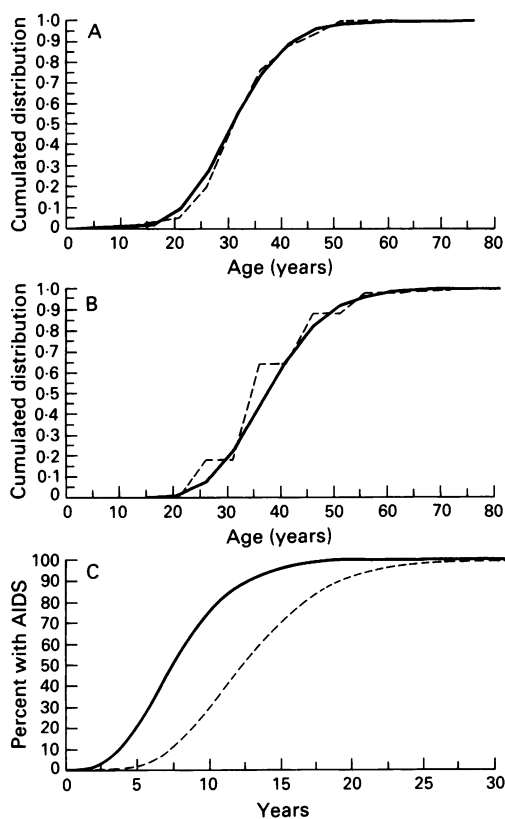 A
Cumulated distribution
1·0
0·9
0·8
0·7
0·6
0·5
0·4
0·3
0·2
0·1
0
0 10 20 30 40 50 60 70 80
Age (years)
B
Cumulated distribution
1·0
0·9
0·8
0·7
0·6
0·5
0·4
0·3
0·2
0·1
0
0 10 20 30 40 50 60 70 80
Age (years)
C
Percent with AIDS
100
90
80
70
60
50
40
30
20
10
0
0 5 10 15 20 25 30
Years